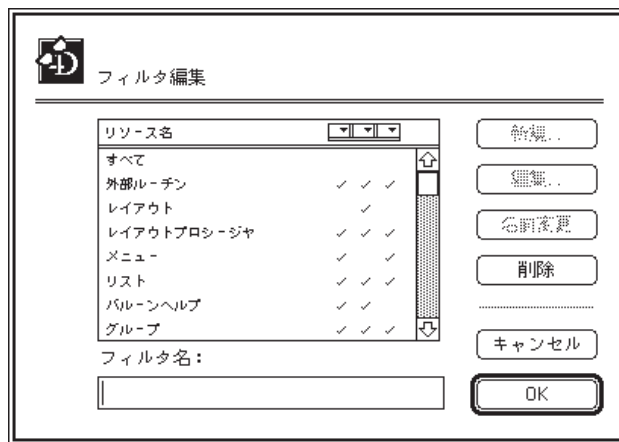 フィルタ編集
リソース名
すべて
外部ルーチン
レイアウト
レイアウトプロシージャ
メニュー
リスト
バルーンヘルプ
グループ
フィルタ名：
新規...
編集...
名前変更
削除
キャンセル
OK